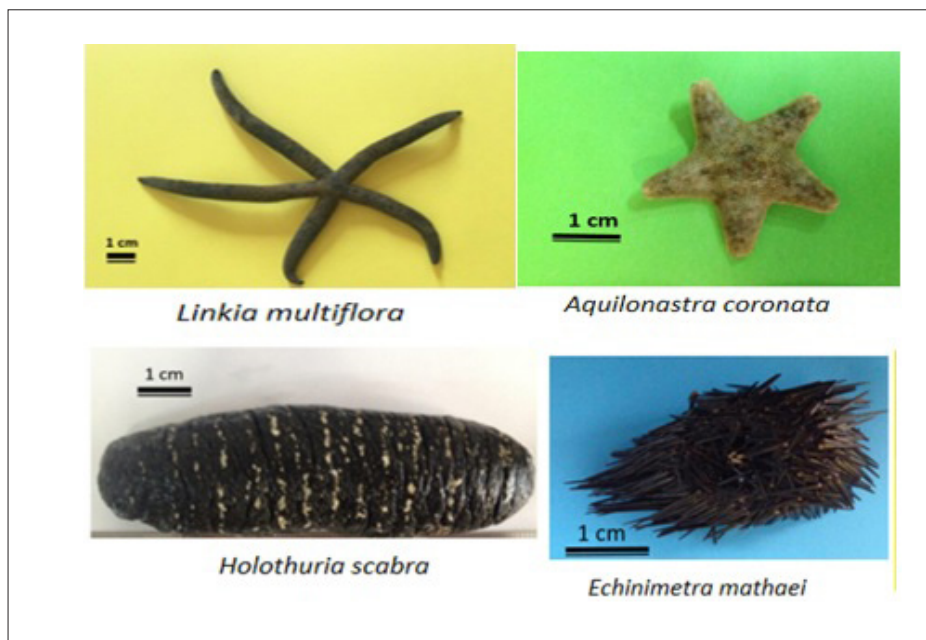 1 cm
1 cm
Linkia multiflora
Aquilonastra coronata
1 cm
1 cm
Holothuria scabra
Echinimetra mathaei